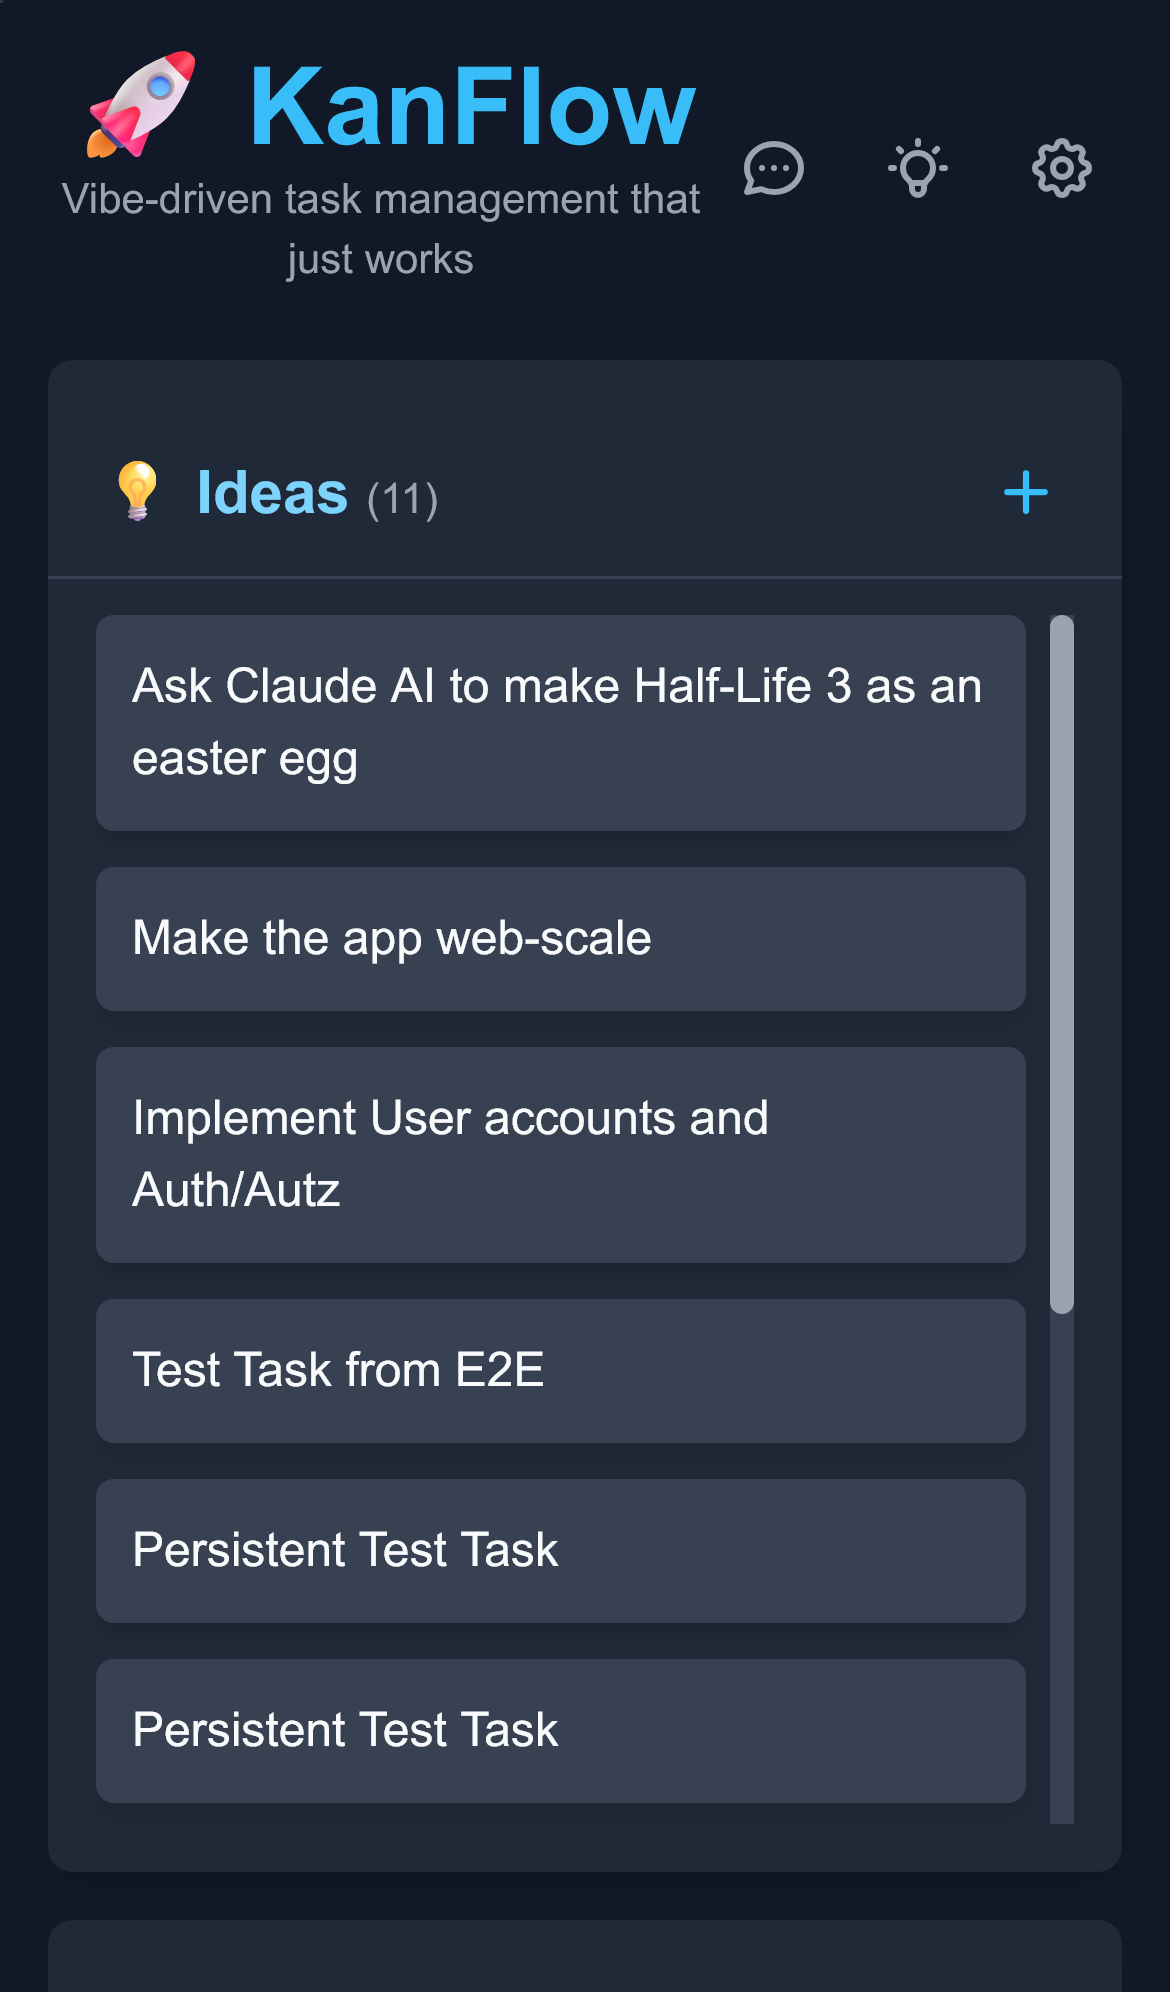 KanFlow
Vibe-driven task management that
just works
Ideas (11)
Ask Claude AI to make Half-Life 3 as an
easter egg
Make the app web-scale
Implement User accounts and
Auth/Autz
Test Task from E2E
Persistent Test Task
Persistent Test Task